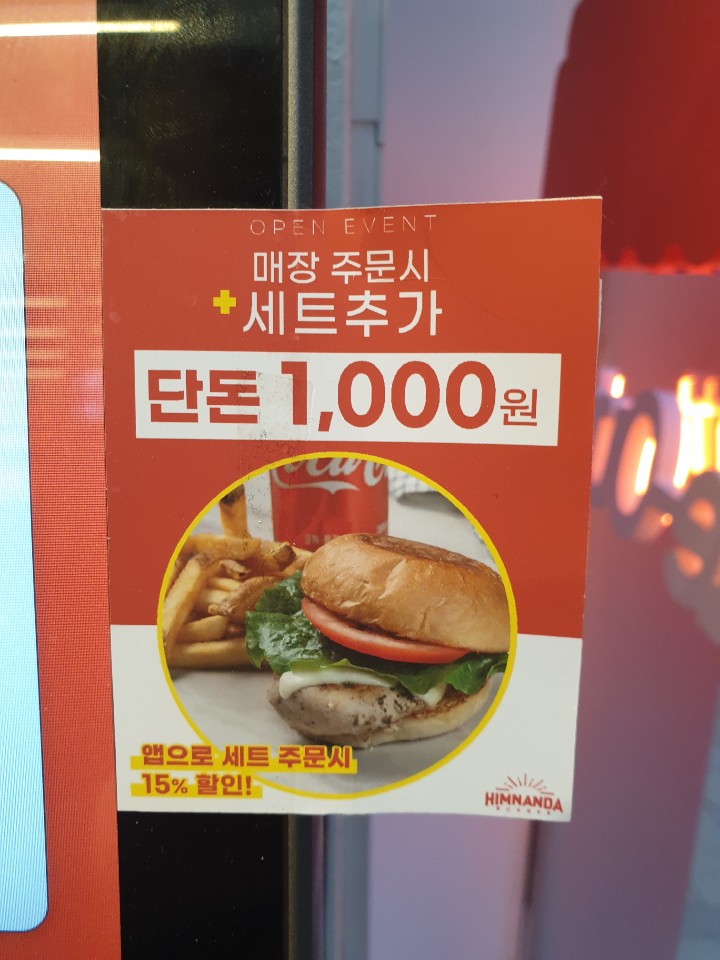 OPEN EVENT
매장 주문시
+세트추가
단돈 1,000원
앱으로 세트 주문시
15% 할인!
HIMNANDA